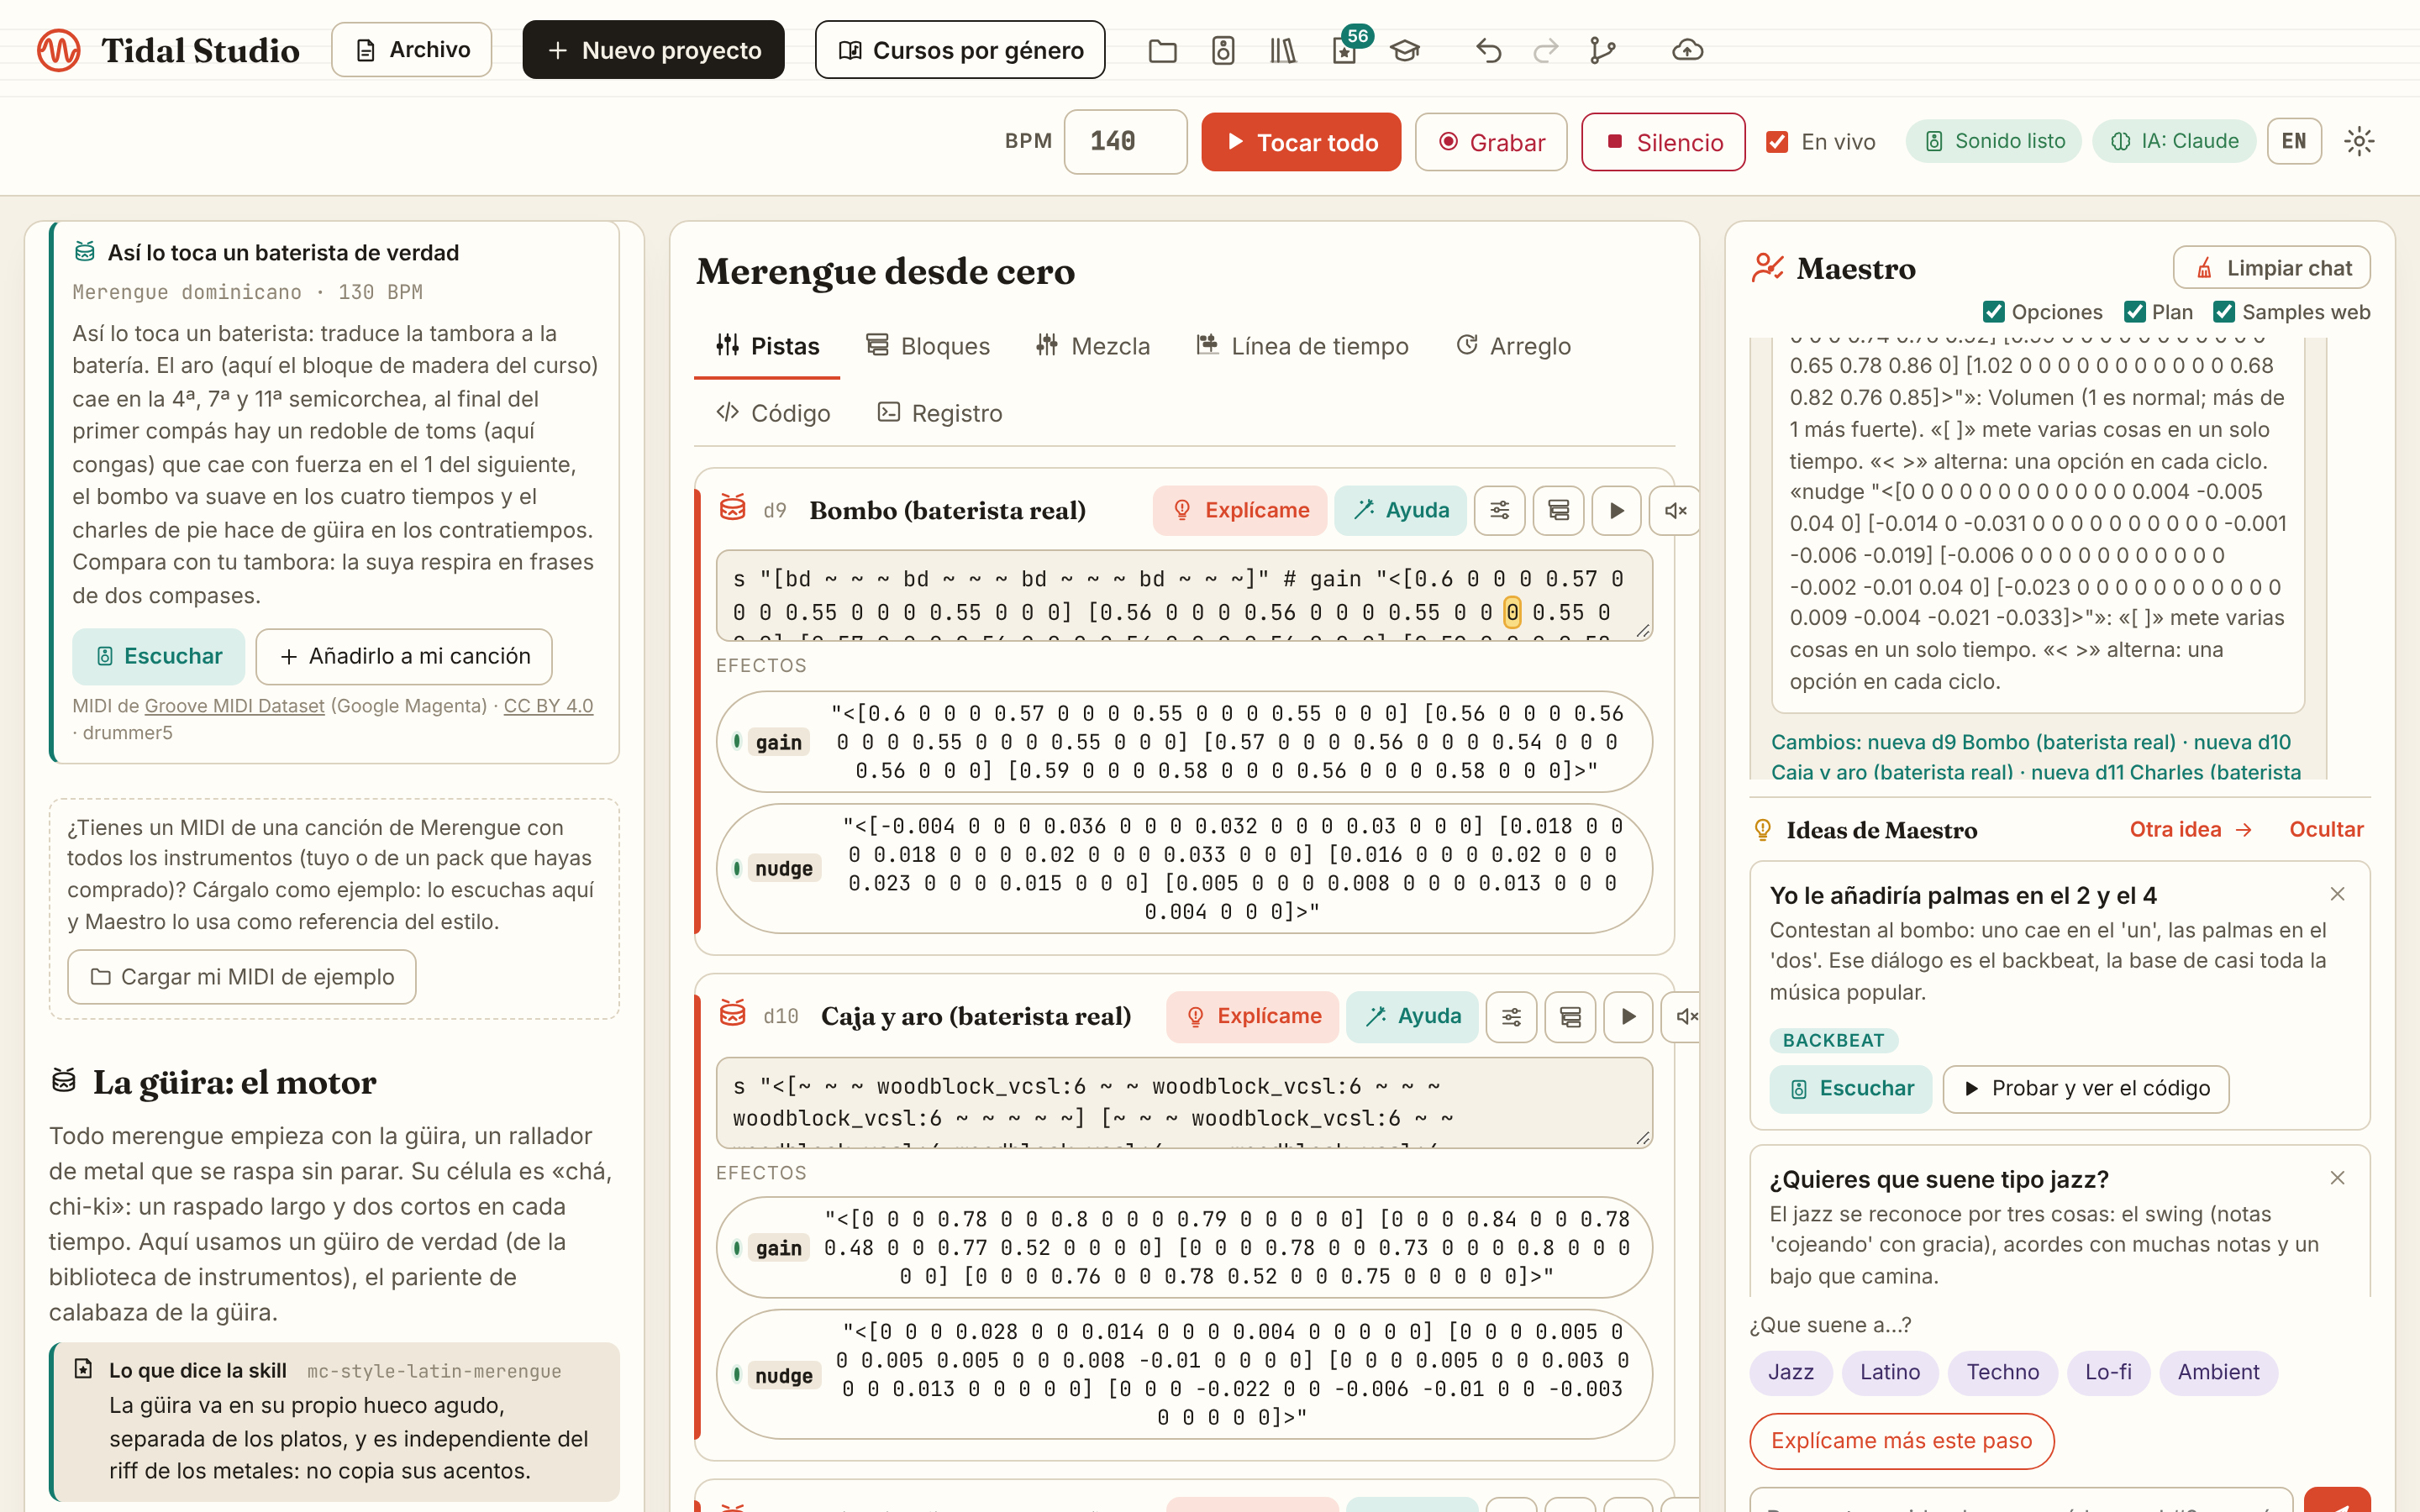 Tidal Studio
Archivo
+ Nuevo proyecto
Cursos por género
56
BPM
140
Tocar todo
Grabar
Silencio
En vivo
Sonido listo
IA: Claude
EN
Así lo toca un baterista de verdad
Merengue dominicano · 130 BPM
Así lo toca un baterista: traduce la tambora a la
batería. El aro (aquí el bloque de madera del curso)
cae en la 4ª, 7ª y 11ª semicorchea, al final del
primer compás hay un redoble de toms (aquí
congas) que cae con fuerza en el 1 del siguiente,
el bombo va suave en los cuatro tiempos y el
charles de pie hace de güira en los contratiempos.
Compara con tu tambora: la suya respira en frases
de dos compases.
Escuchar
+ Añadirlo a mi canción
MIDI de Groove MIDI Dataset (Google Magenta) · CC BY 4.0
· drummer5
¿Tienes un MIDI de una canción de Merengue con
todos los instrumentos (tuyo o de un pack que hayas
comprado)? Cárgalo como ejemplo: lo escuchas aquí
y Maestro lo usa como referencia del estilo.
Cargar mi MIDI de ejemplo
La güira: el motor
Todo merengue empieza con la güira, un rallador
de metal que se raspa sin parar. Su célula es «chá,
chi-ki»: un raspado largo y dos cortos en cada
tiempo. Aquí usamos un güiro de verdad (de la
biblioteca de instrumentos), el pariente de
calabaza de la güira.
Lo que dice la skill mc-style-latin-merengue
La güira va en su propio hueco agudo,
separada de los platos, y es independiente del
riff de los metales: no copia sus acentos.
Merengue desde cero
Pistas
Bloques
Mezcla
Línea de tiempo
Arreglo
Código
Registro
d9 Bombo (baterista real)
Explícame
Ayuda
s "[bd ~ ~ ~ bd ~ ~ ~ bd ~ ~ ~ bd ~ ~ ~]" # gain "<[0.6 0 0 0 0.57 0
0 0 0.55 0 0 0 0.55 0 0 0] [0.56 0 0 0 0.56 0 0 0 0.55 0 0 0 0.55 0
EFECTOS
gain
"<[0.6 0 0 0 0.57 0 0 0 0.55 0 0 0 0.55 0 0 0] [0.56 0 0 0 0.56
0 0 0 0.55 0 0 0 0.55 0 0 0] [0.57 0 0 0 0.56 0 0 0 0.54 0 0 0
0.56 0 0 0] [0.59 0 0 0 0.58 0 0 0 0.56 0 0 0 0.58 0 0 0]>"
nudge
"<[-0.004 0 0 0 0.036 0 0 0 0.032 0 0 0 0.03 0 0 0] [0.018 0 0
0 0.018 0 0 0 0.02 0 0 0 0.033 0 0 0] [0.016 0 0 0 0.02 0 0 0
0.023 0 0 0 0.015 0 0 0] [0.005 0 0 0 0.008 0 0 0 0.013 0 0 0
0.004 0 0 0]>"
d10 Caja y aro (baterista real)
Explícame
Ayuda
s "<[~ ~ ~ woodblock_vcsl:6 ~ ~ woodblock_vcsl:6 ~ ~ ~
woodblock_vcsl:6 ~ ~ ~ ~ ~] [~ ~ ~ woodblock_vcsl:6 ~ ~
EFECTOS
gain
"<[0 0 0 0.78 0 0 0.8 0 0 0 0.79 0 0 0 0 0] [0 0 0 0.84 0 0 0.78
0.48 0 0 0.77 0.52 0 0 0 0] [0 0 0 0.78 0 0 0.73 0 0 0 0.8 0 0 0
0 0] [0 0 0 0.76 0 0 0.78 0.52 0 0 0.75 0 0 0 0 0]>"
nudge
"<[0 0 0 0.028 0 0 0.014 0 0 0 0.004 0 0 0 0 0] [0 0 0 0.005 0
0 0.005 0.005 0 0 0.008 -0.01 0 0 0 0] [0 0 0 0.005 0 0 0.003 0
0 0 0.013 0 0 0 0 0] [0 0 0 -0.022 0 0 -0.006 -0.01 0 0 -0.003
0 0 0 0 0]>"
Maestro
Limpiar chat
Opciones
Plan
Samples web
0.65 0.78 0.86 0] [1.02 0 0 0 0 0 0 0 0 0 0 0.68
0.82 0.76 0.85]>"»: Volumen (1 es normal; más de
1 más fuerte). «[ ]» mete varias cosas en un solo
tiempo. «< >» alterna: una opción en cada ciclo.
«nudge "<[0 0 0 0 0 0 0 0 0 0 0 0 0.004 -0.005
0.04 0] [-0.014 0 -0.031 0 0 0 0 0 0 0 0 0 0 -0.001
-0.006 -0.019] [-0.006 0 0 0 0 0 0 0 0 0 0 0
-0.002 -0.01 0.04 0] [-0.023 0 0 0 0 0 0 0 0 0 0 0
0.009 -0.004 -0.021 -0.033]>"»: «[ ]» mete varias
cosas en un solo tiempo. «< >» alterna: una
opción en cada ciclo.
Cambios: nueva d9 Bombo (baterista real) · nueva d10
Caja y aro (baterista real) · nueva d11 Charles (baterista
Ideas de Maestro
Otra idea →
Ocultar
Yo le añadiría palmas en el 2 y el 4
Contestan al bombo: uno cae en el 'un', las palmas en el
'dos'. Ese diálogo es el backbeat, la base de casi toda la
música popular.
BACKBEAT
Escuchar
Probar y ver el código
¿Quieres que suene tipo jazz?
El jazz se reconoce por tres cosas: el swing (notas
'cojeando' con gracia), acordes con muchas notas y un
bajo que camina.
¿Que suene a...?
Jazz
Latino
Techno
Lo-fi
Ambient
Explícame más este paso